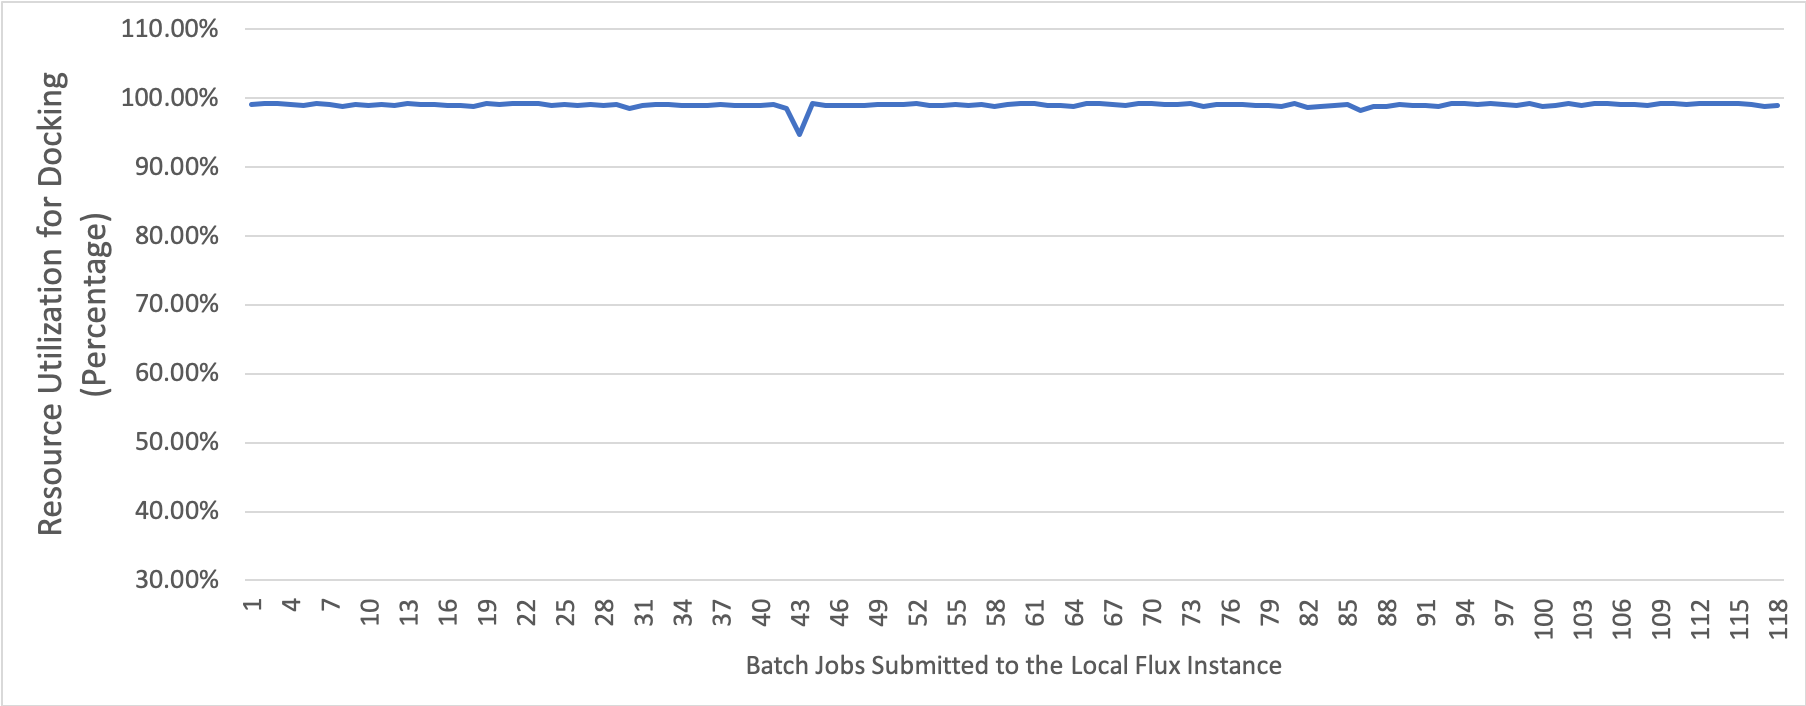 Resource Utilization for Docking
(Percentage)
110.00%
100.00%
90.00%
80.00%
70.00%
60.00%
50.00%
40.00%
30.00%
1 4 7 10 13 16 19 22 25 28 31 34 37 40 43 46 49 52 55 58 61 64 67 70 73 76 79 82 85 88 91 94 97 100 103 106 109 112 115 118
Batch Jobs Submitted to the Local Flux Instance